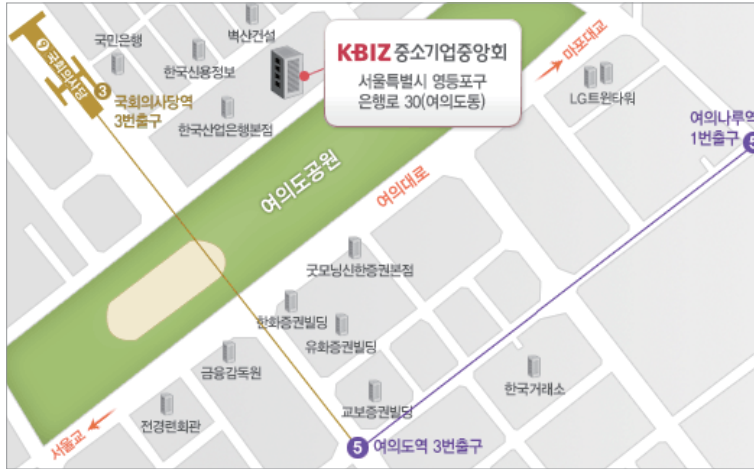 국민은행
벽산건설
한국신용정보
9 국회의사당
3
국회의사당역
3번출구
한국산업은행본점
K·BIZ 중소기업중앙회
서울특별시 영등포구
은행로 30(여의도동)
마포대교
LG트윈타워
여의나루역
1번출구
5
여의도공원
여의대로
굿모닝신한증권본점
한화증권빌딩
유화증권빌딩
금융감독원
한국거래소
교보증권빌딩
전경련회관
서울교
5 여의도역 3번출구